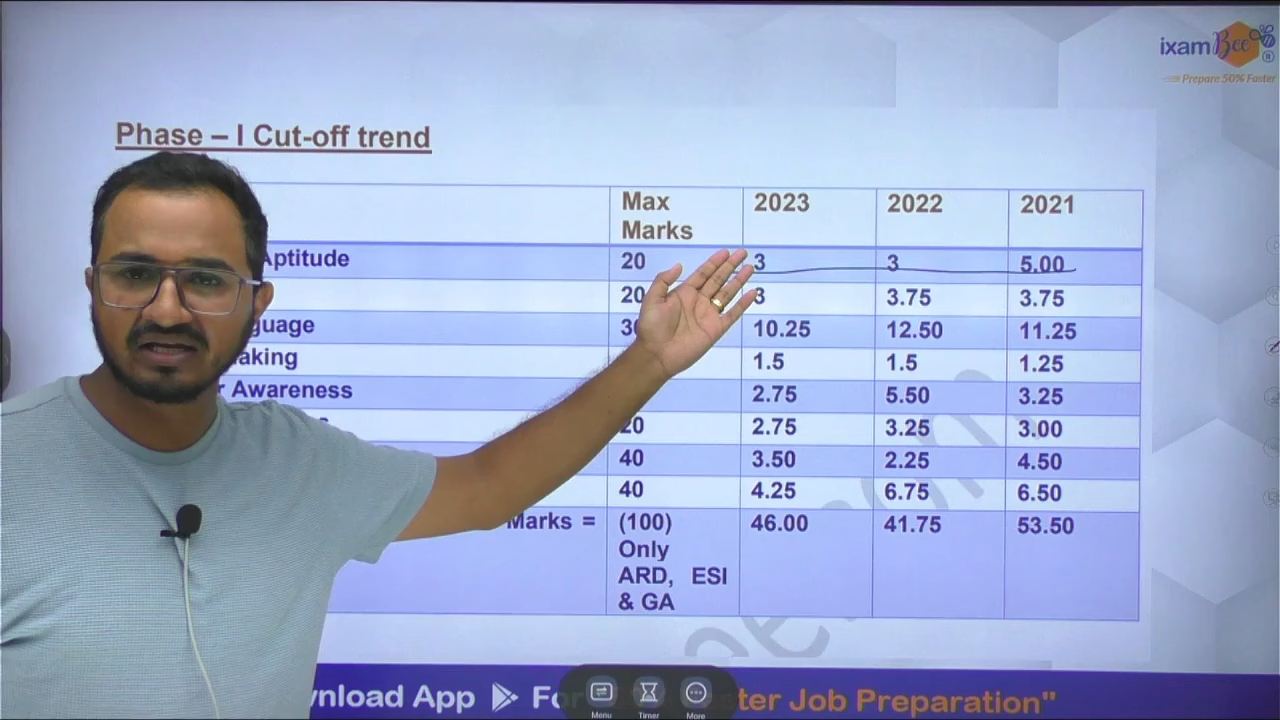 ixamBee
Prepare 50% Faster
Phase – I Cut-off trend
Max Marks 2023 2022 2021
Aptitude 20 3 3 5.00
20 3 3.75 3.75
guage 30 10.25 12.50 11.25
aking 1.5 1.5 1.25
r Awareness 2.75 5.50 3.25
20 2.75 3.25 3.00
40 3.50 2.25 4.50
40 4.25 6.75 6.50
Marks = (100) 46.00 41.75 53.50
Only
ARD, ESI
& GA
wnload App Fo ter Job Preparation"
Menu Timer More